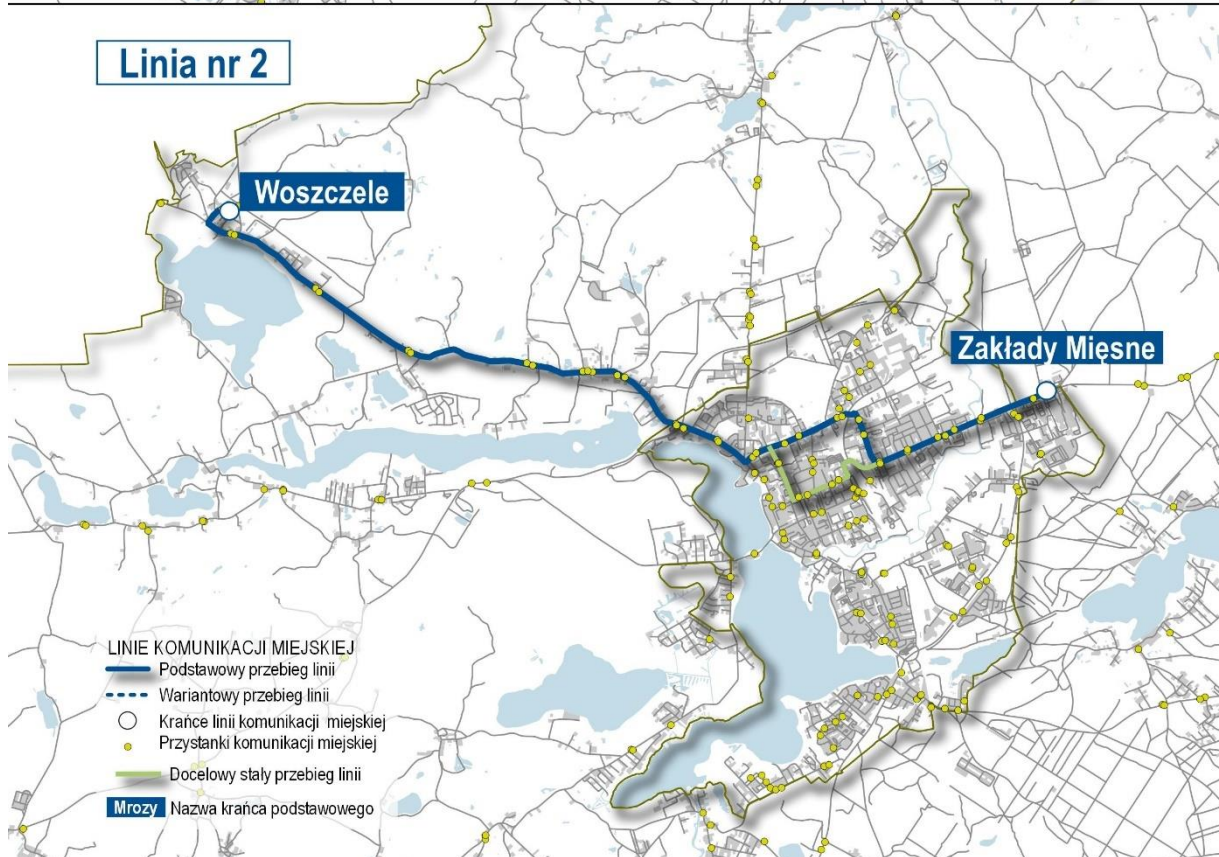 Linia nr 2
Woszczele
Zakłady Mięsne
LINIE KOMUNIKACJI MIEJSKIEJ
Podstawowy przebieg linii
Wariantowy przebieg linii
Krańce linii komunikacji miejskiej
Przystanki komunikacji miejskiej
Docelowy stały przebieg linii
Mrozy Nazwa krańca podstawowego